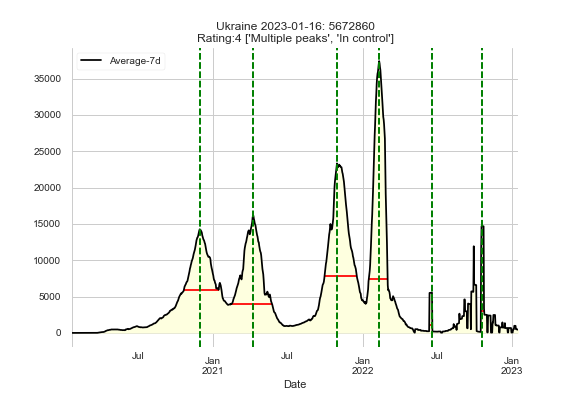 Ukraine 2023-01-16: 5672860
Rating:4 ['Multiple peaks', 'In control']
Average-7d
35000
30000
25000
20000
15000
10000
5000
0
Jul
Jan
2021
Jul
Jan
2022
Jul
Jan
2023
Date